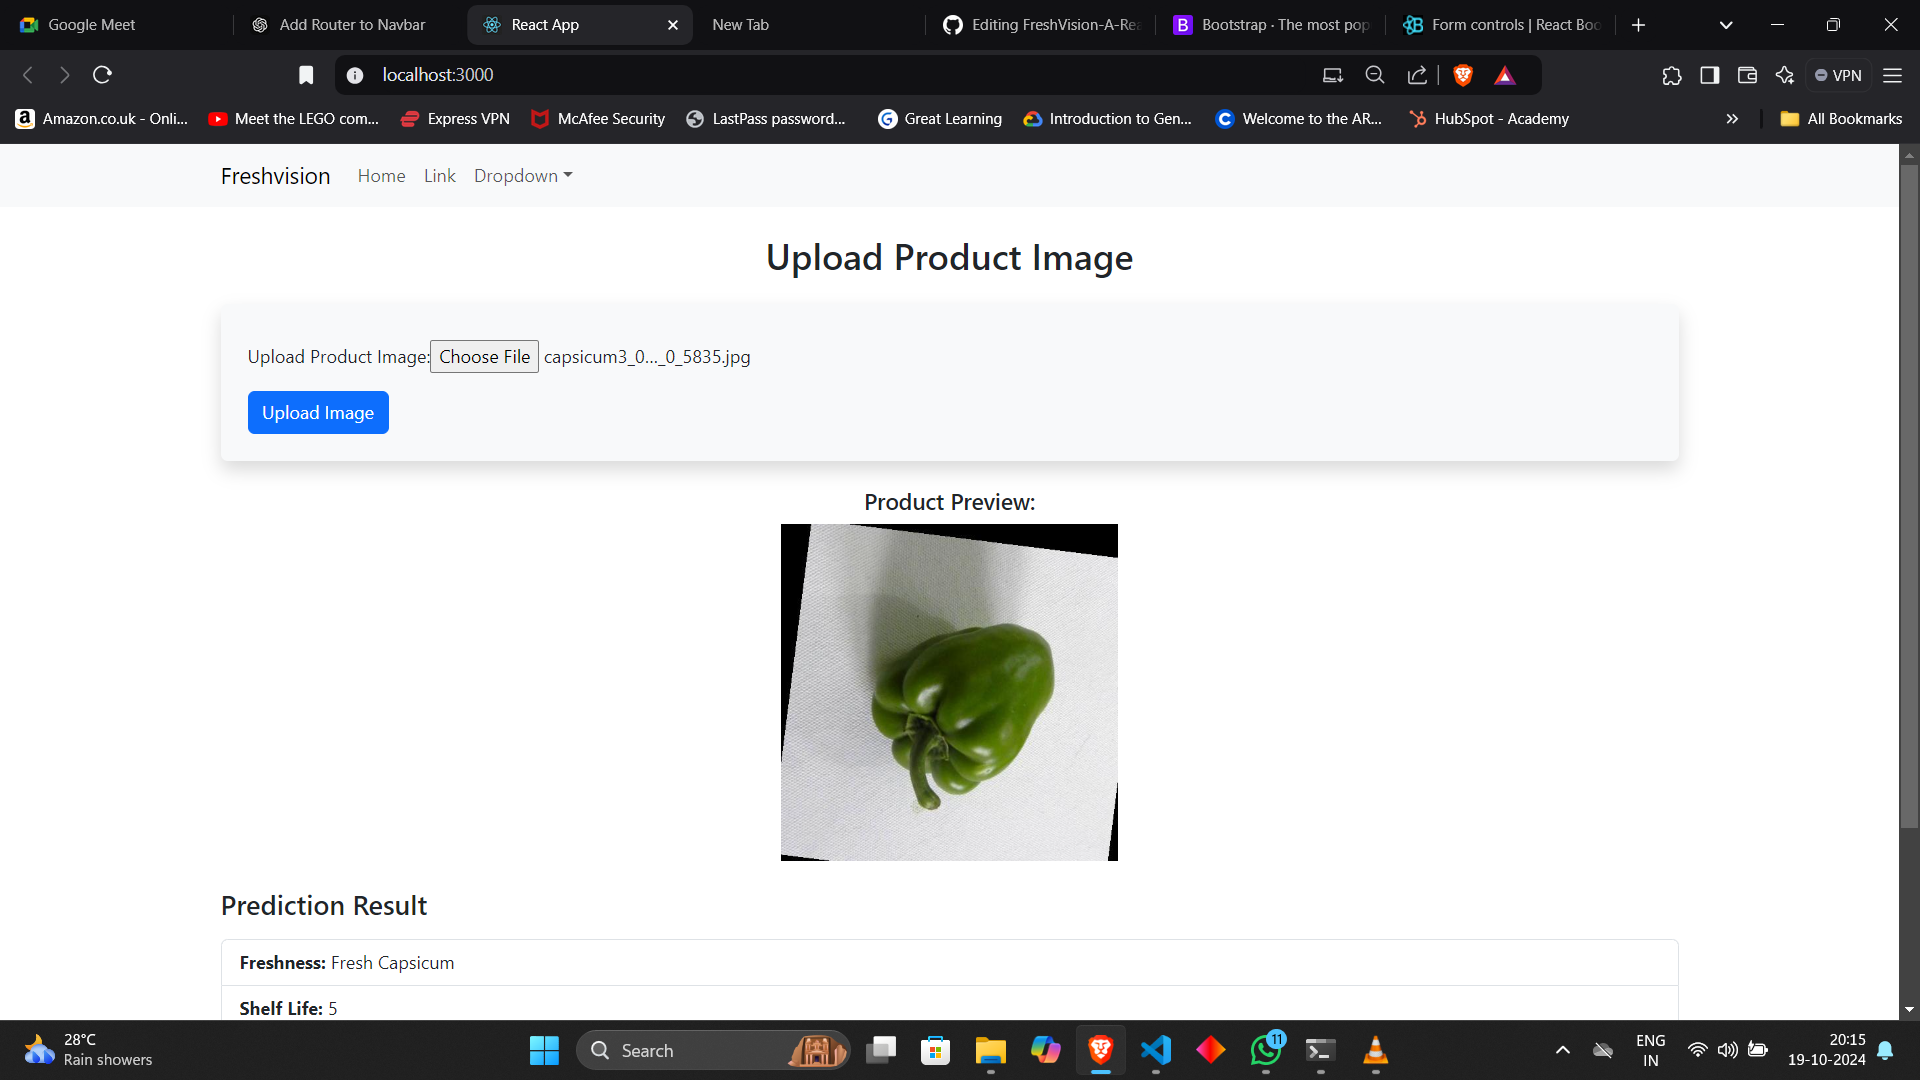 Google Meet
Add Router to Navbar
React App
New Tab
Editing FreshVision-A-Rea
Bootstrap · The most pop
Form controls | React Boo
localhost:3000
VPN
Amazon.co.uk - Onli...
Meet the LEGO com...
Express VPN
McAfee Security
LastPass password...
Great Learning
Introduction to Gen...
Welcome to the AR...
HubSpot - Academy
All Bookmarks
Freshvision
Home
Link
Dropdown
Upload Product Image
Upload Product Image: Choose File capsicum3_0..._0_5835.jpg
Upload Image
Product Preview:
Prediction Result
Freshness: Fresh Capsicum
Shelf Life: 5
28°C
Rain showers
Search
11
ENG
IN
20:15
19-10-2024